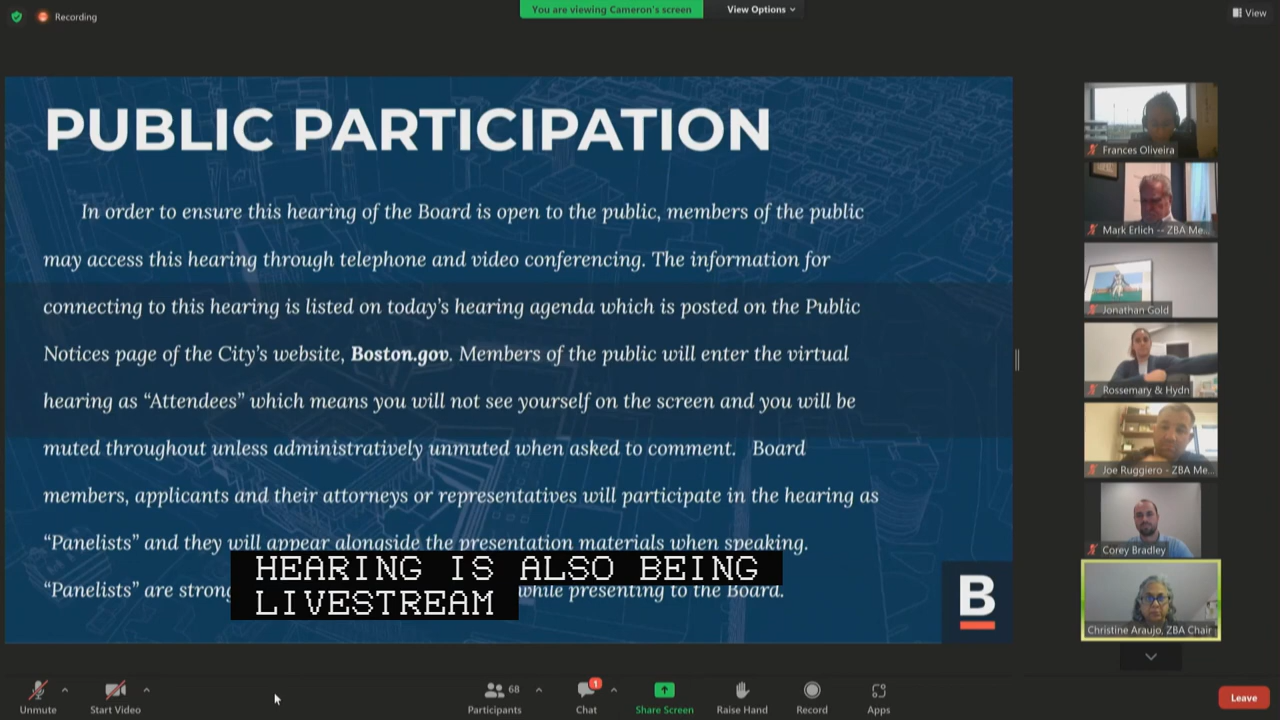 Recording
You are viewing Cameron's screen
View Options
View
PUBLIC PARTICIPATION
In order to ensure this hearing of the Board is open to the public, members of the public
may access this hearing through telephone and video conferencing. The information for
connecting to this hearing is listed on today's hearing agenda which is posted on the Public
Notices page of the City's website, Boston.gov. Members of the public will enter the virtual
hearing as “Attendees” which means you will not see yourself on the screen and you will be
muted throughout unless administratively unmuted when asked to comment. Board
members, applicants and their attorneys or representatives will participate in the hearing as
“Panelists” and they will appear alongside the presentation materials when speaking.
“Panelists” are strong while presenting to the Board.
HEARING IS ALSO BEING
LIVESTREAM
B
Frances Oliveira
Mark Erlich -- ZBA Me...
Jonathan Gold
Rossemary & Hydn
Joe Ruggiero - ZBA Me...
Corey Bradley
Christine Araujo, ZBA Chair
Unmute
Start Video
Participants
68
Chat
1
Share Screen
Raise Hand
Record
Apps
Leave